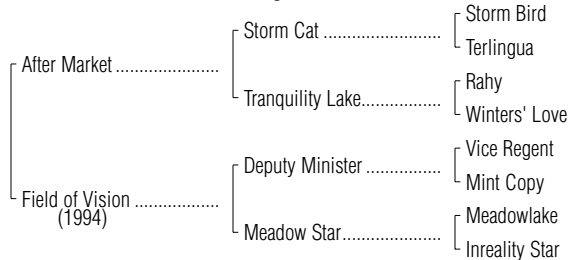 Storm Bird
Storm Cat ........................
Terlingua
After Market .....................
Rahy
Tranquility Lake................
Winters' Love
Vice Regent
Deputy Minister ...............
Mint Copy
Field of Vision .................
(1994)
Meadowlake
Meadow Star....................
Inreality Star